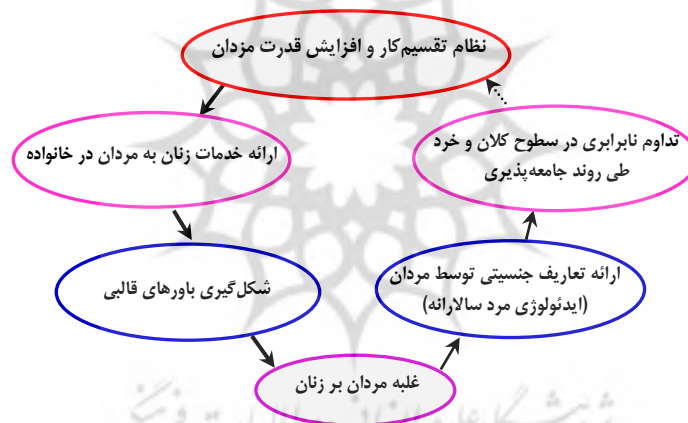 نظام تقسیم‌کار و افزایش قدرت مزدان
ارائه خدمات زنان به مردان در خانواده
تداوم نابرابری در سطوح کلان و خرد
طی روند جامعه‌پذیری
شکل‌گیری باورهای قالبی
ارائه تعاریف جنسیتی توسط مردان
(ایدئولوژی مرد سالارانه)
غلبه مردان بر زنان